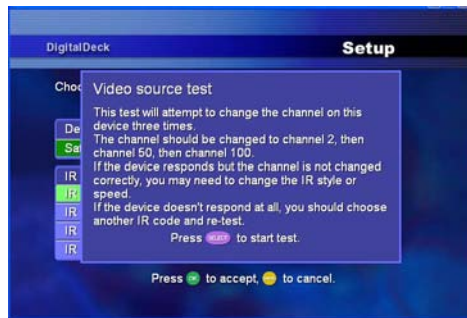 DigitalDeck
Setup
Choo
Video source test
This test will attempt to change the channel on this
device three times.
The channel should be changed to channel 2, then
channel 50, then channel 100.
If the device responds but the channel is not changed
correctly, you may need to change the IR style or
speed.
If the device doesn't respond at all, you should choose
another IR code and re-test.
Press SELECT to start test.
De
Sat
IR
IR
IR
IR
IR
Press OK to accept, to cancel.